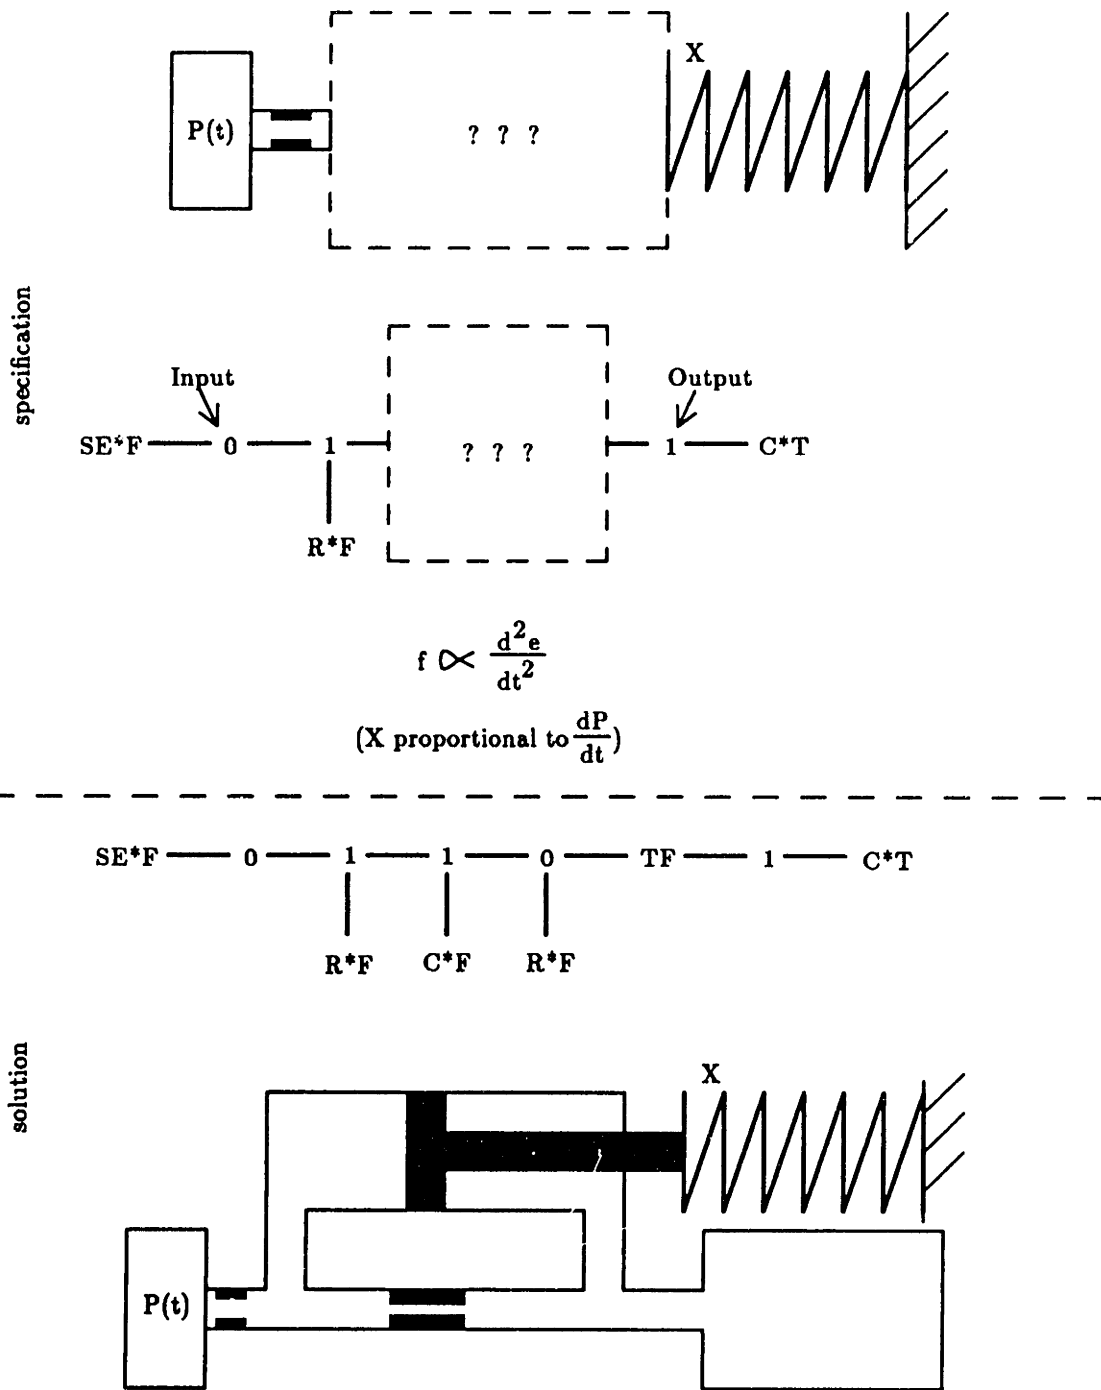 X
P(t)
? ? ?
specification
Input
Output
SE*F 0 1 ? ? ? 1 C*T
R*F
f ∝ d²e/dt²
(X proportional to dP/dt)
SE*F 0 1 1 0 TF 1 C*T
R*F C*F R*F
solution
X
P(t)